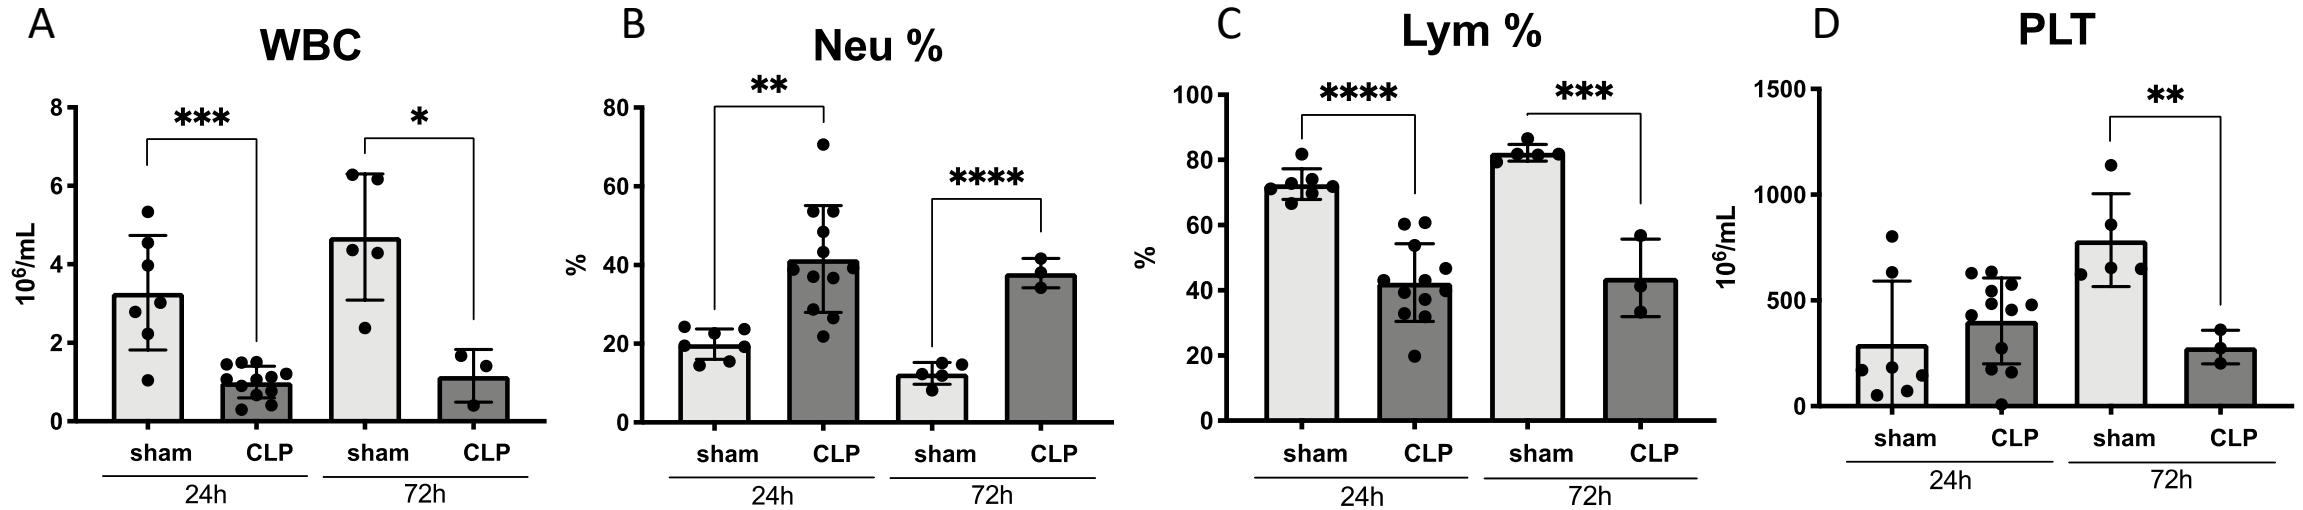 A
WBC
10⁶/mL
8
6
4
2
0
***
*
sham
CLP
sham
CLP
24h
72h
B
Neu %
%
80
60
40
20
0
**
****
sham
CLP
sham
CLP
24h
72h
C
Lym %
%
100
80
60
40
20
0
****
***
sham
CLP
sham
CLP
24h
72h
D
PLT
10⁶/mL
1500
1000
500
0
**
sham
CLP
sham
CLP
24h
72h